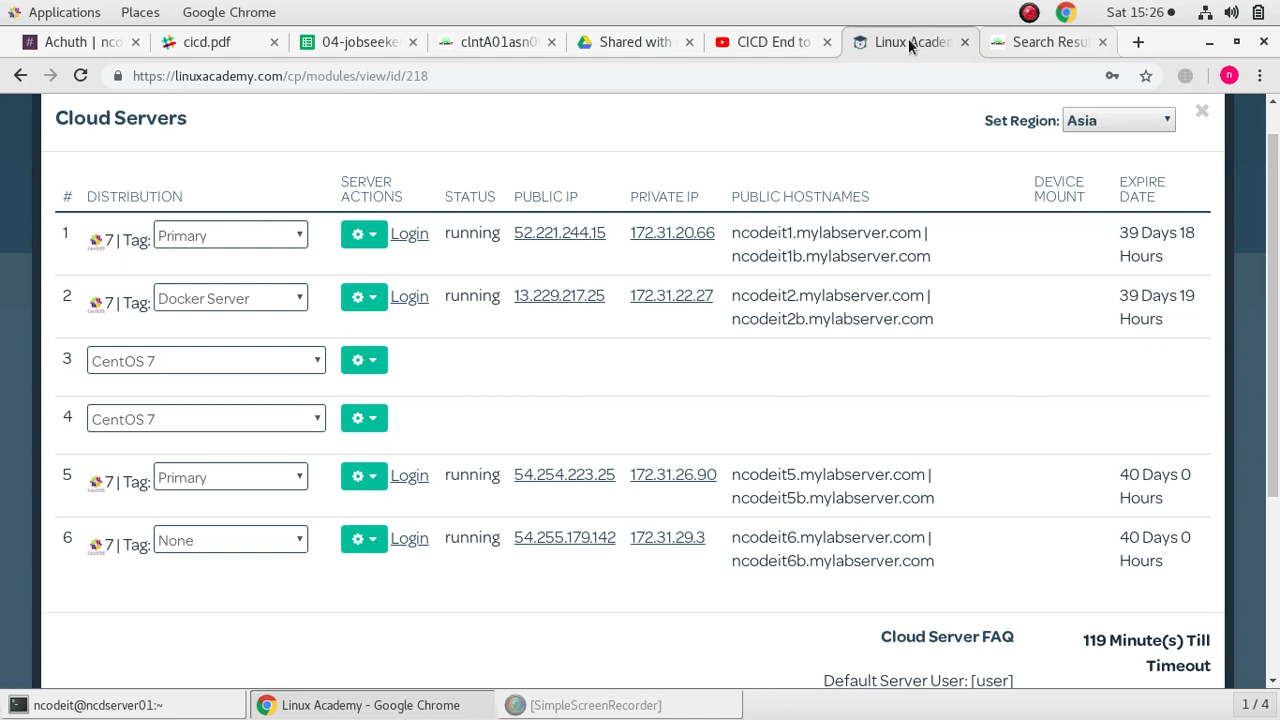 Applications Places Google Chrome Sat 15:26
Achuth | nco cicd.pdf 04-jobseeke clntA01asn0 Shared with CICD End to Linux Academ Search Resul
https://linuxacademy.com/cp/modules/view/id/218 n
Cloud Servers Set Region: Asia
# DISTRIBUTION SERVER ACTIONS STATUS PUBLIC IP PRIVATE IP PUBLIC HOSTNAMES DEVICE MOUNT EXPIRE DATE
1 7 | Tag: Primary Login running 52.221.244.15 172.31.20.66 ncodeit1.mylabserver.com | 39 Days 18
ncodeit1b.mylabserver.com Hours
2 7 | Tag: Docker Server Login running 13.229.217.25 172.31.22.27 ncodeit2.mylabserver.com | 39 Days 19
ncodeit2b.mylabserver.com Hours
3 CentOS 7
4 CentOS 7
5 7 | Tag: Primary Login running 54.254.223.25 172.31.26.90 ncodeit5.mylabserver.com | 40 Days 0
ncodeit5b.mylabserver.com Hours
6 7 | Tag: None Login running 54.255.179.142 172.31.29.3 ncodeit6.mylabserver.com | 40 Days 0
ncodeit6b.mylabserver.com Hours
Cloud Server FAQ 119 Minute(s) Till
Timeout
Default Server User: [user]
ncodeit@ncdserver01:~ Linux Academy - Google Chrome [SimpleScreenRecorder] 1 / 4